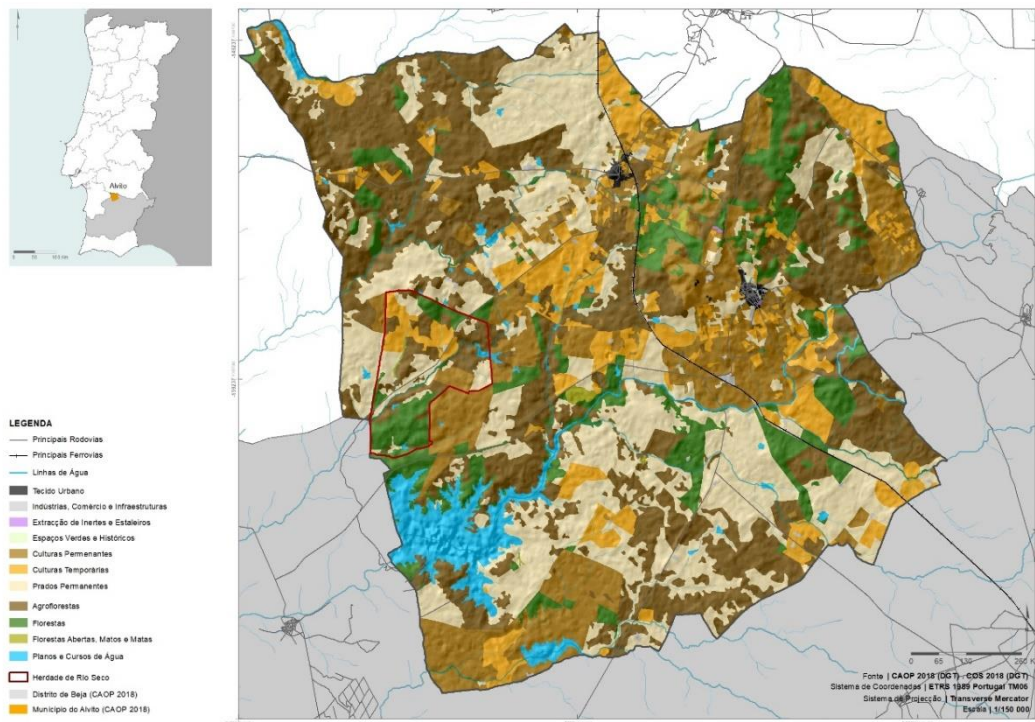 Alvito
LEGENDA
Principais Rodovias
Principais Ferrovias
Linhas de Água
Tecido Urbano
Indústrias, Comércio e Infraestruturas
Extracção de Inertes e Estaleiros
Espaços Verdes e Históricos
Culturas Permenantes
Culturas Temporárias
Prados Permanentes
Agroflorestas
Florestas
Florestas Abertas, Matos e Matas
Planos e Cursos de Água
Herdade de Rio Seco
Distrito de Beja (CAOP 2018)
Município do Alvito (CAOP 2018)
0 65 130 260 Km
Fonte | CAOP 2018 (DGT) . COS 2018 (DGT)
Sistema de Coordenadas | ETRS 1989 Portugal TM06
Sistema de Projecção | Transverse Mercator
Escala | 1/150 000